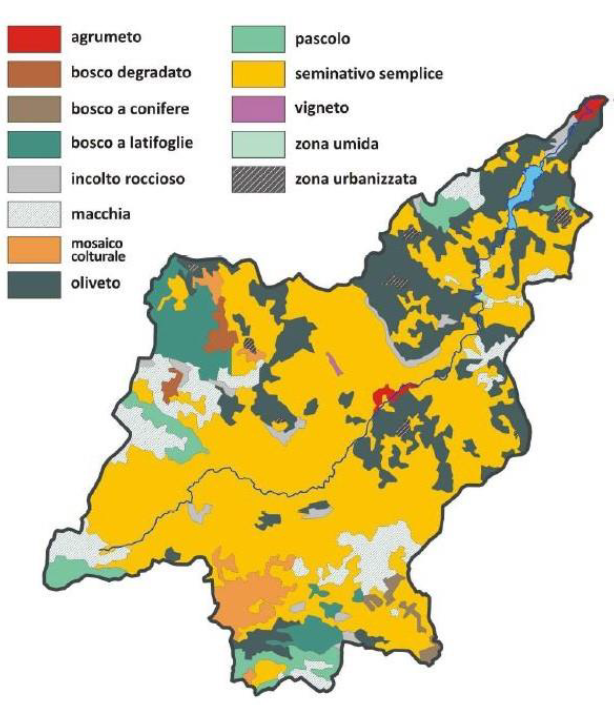 agrumeto
bosco degradato
bosco a conifere
bosco a latifoglie
incolto roccioso
macchia
mosaico
colturale
oliveto
pascolo
seminativo semplice
vigneto
zona umida
zona urbanizzata